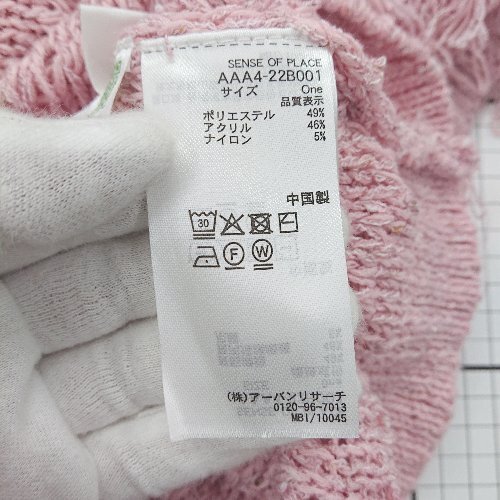 SENSE OF PLACE
AAA4-22B001
サイズ One
品質表示
ポリエステル 49%
アクリル 46%
ナイロン 5%
中国製
30
F W
(株)アーバンリサーチ
0120-96-7013
MBI/10045